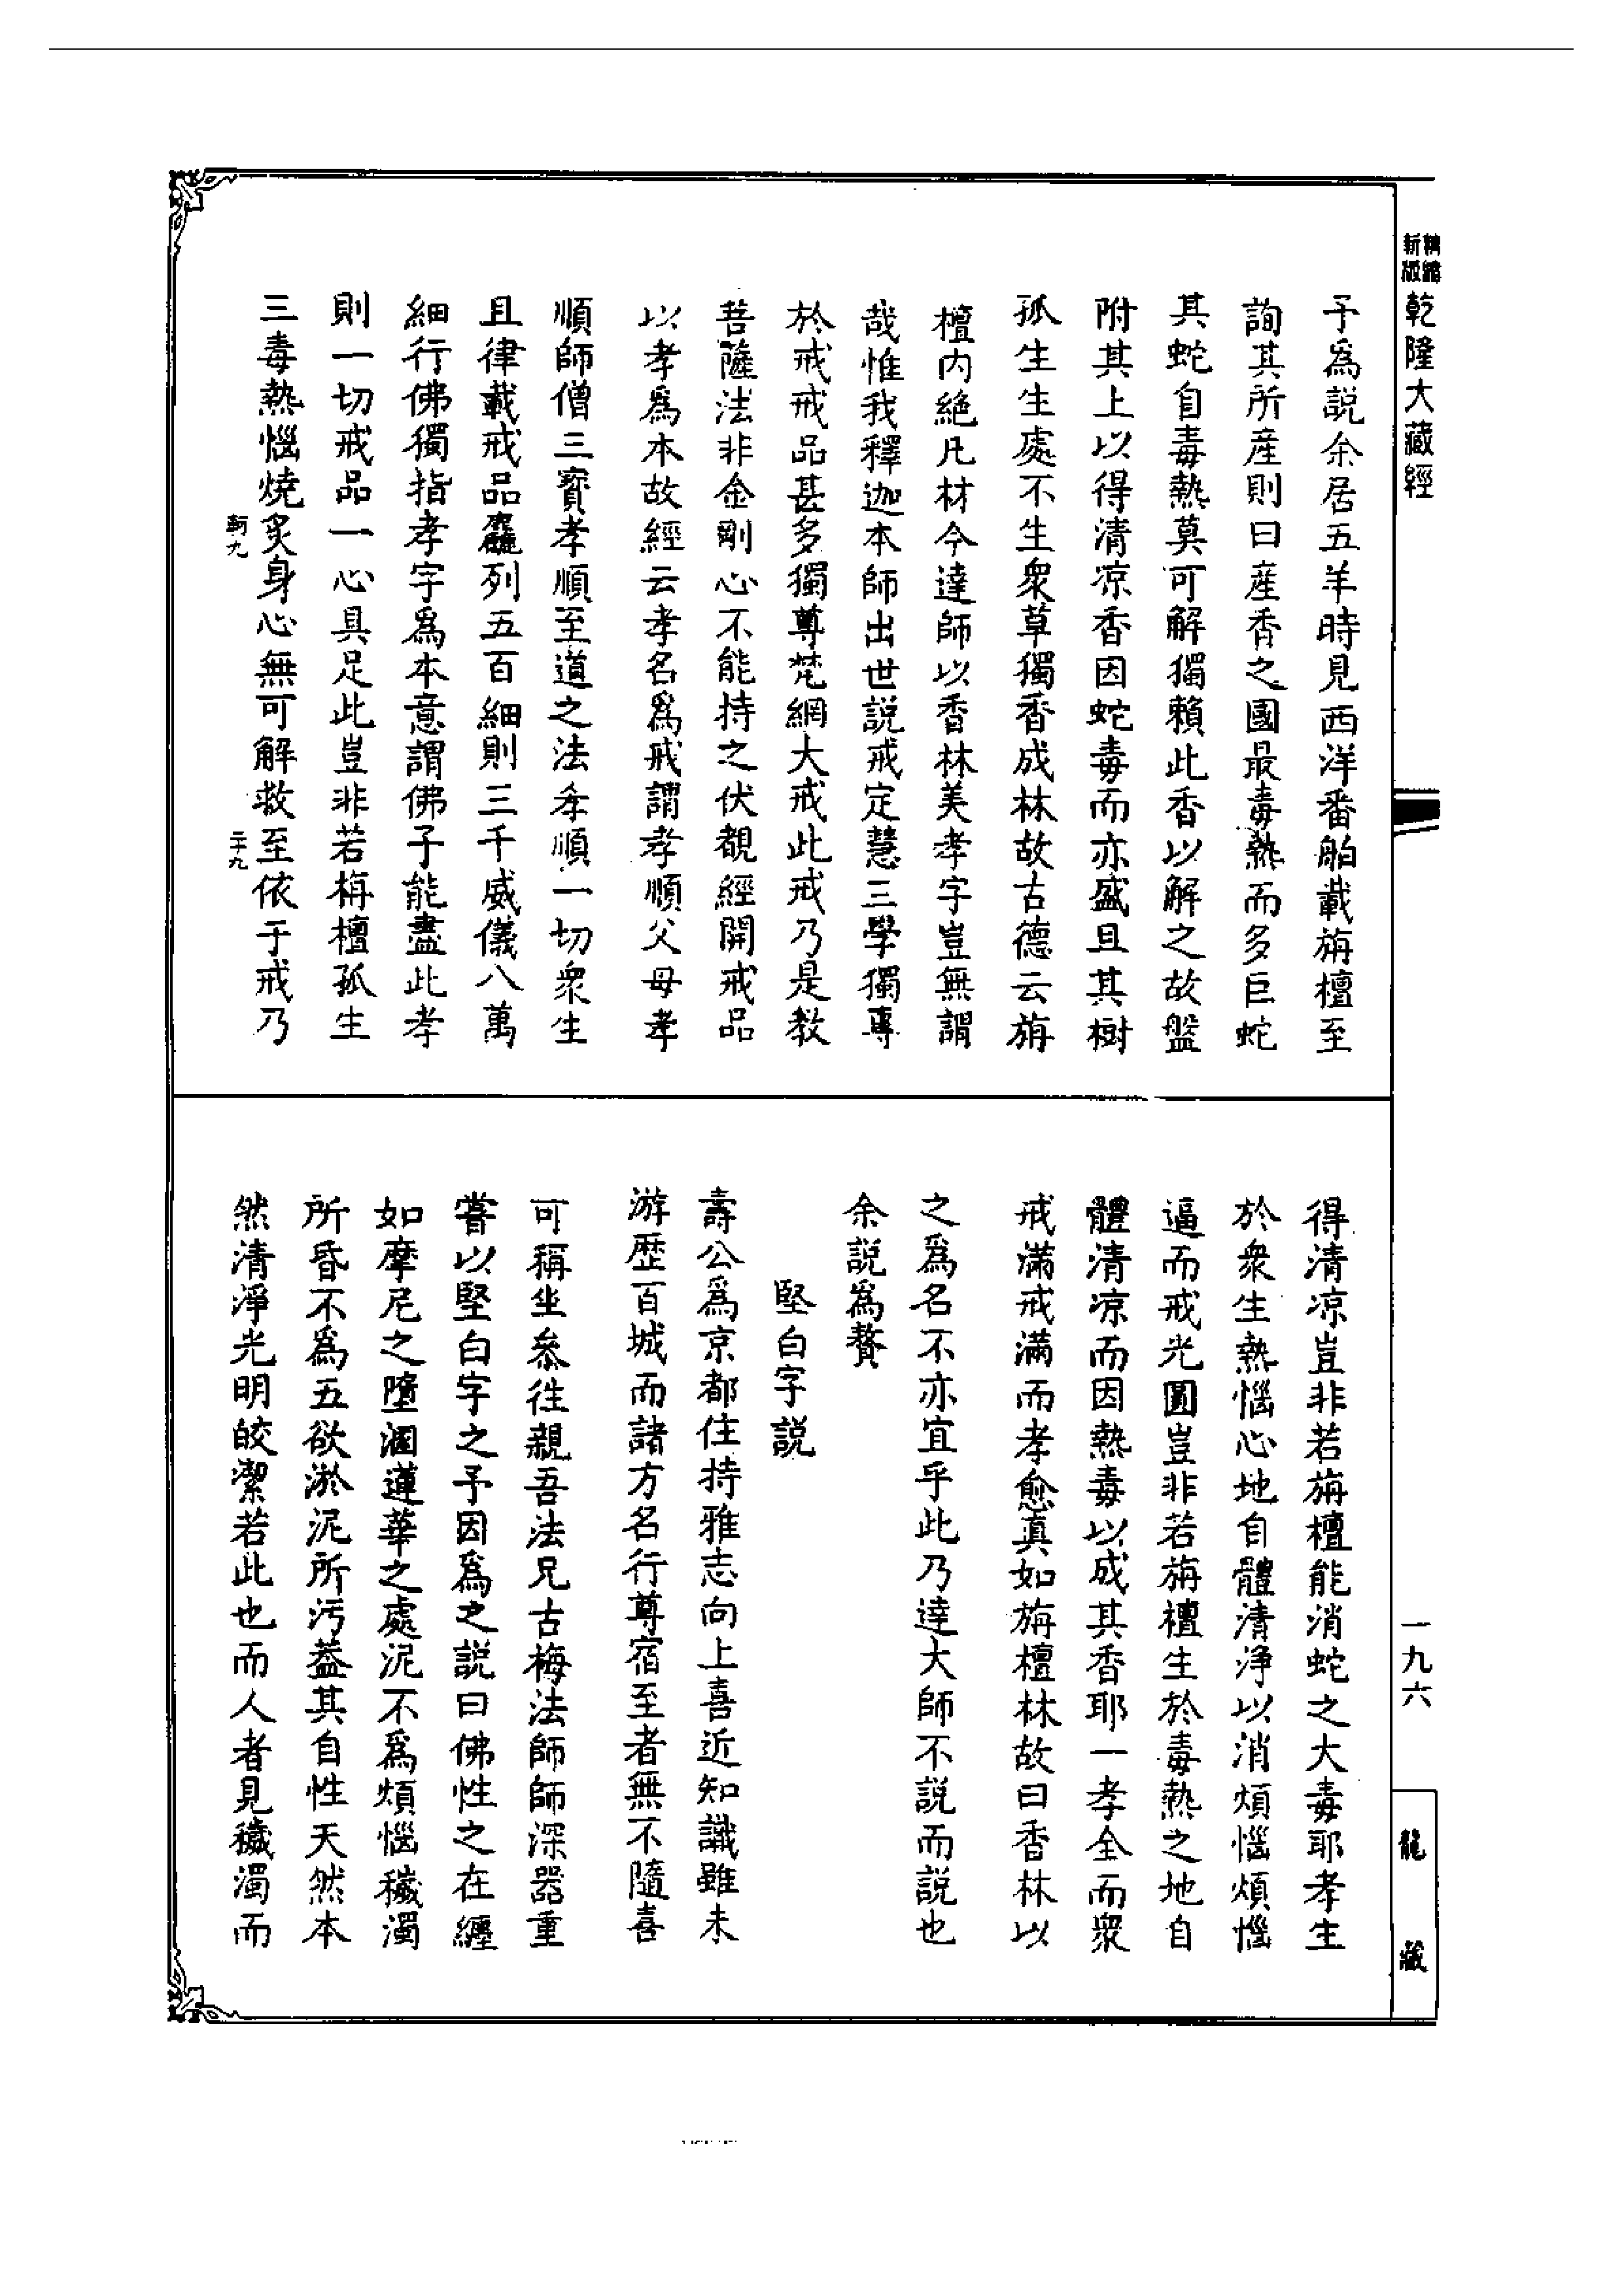 精縮新版乾隆大藏經
予爲說余居五羊時見西洋番舶載旃檀至
詢其所産則曰産香之國最毒熱而多巨蛇
其蛇自毒熱莫可解獨賴此香以解之故盤
附其上以得清凉香因蛇毒而亦盛且其樹
孤生生處不生衆草獨香成林故古德云旃
檀內絶凡材今達師以香林美孝字豈無謂
哉惟我釋迦本師出世說戒定慧三學獨專
於戒戒品甚多獨尊梵網大戒此戒乃是教
菩薩法非金剛心不能持之伏覩經開戒品
以孝爲本故經云孝名爲戒謂孝順父母孝
順師僧三寶孝順至道之法孝順一切衆生
且律載戒品麤列五百細則三千威儀八萬
細行佛獨指孝字爲本意謂佛子能盡此孝
則一切戒品一心具足此豈非若栴檀孤生
三毒熱惱燒炙身心無可解救至依于戒乃
軻九
二十九
得清凉豈非若旃檀能消蛇之大毒耶孝生
於衆生熱惱心地自體清淨以消煩惱煩惱
逼而戒光圓豈非若旃檀生於毒熱之地自
體清凉而因熱毒以成其香耶一孝全而衆
戒滿戒滿而孝愈真如旃檀林故曰香林以
之爲名不亦宜乎此乃達大師不說而說也
余說爲贅
堅白字說
壽公爲京都住持雅志向上喜近知識雖未
游歷百城而諸方名行尊宿至者無不隨喜
可稱坐叅徃親吾法兄古梅法師師深器重
嘗以堅白字之予因爲之說曰佛性之在纏
如摩尼之墮溷蓮華之處泥不爲煩惱穢濁
所昏不爲五欲淤泥所污葢其自性天然本
然清淨光明皎潔若此也而人者見穢濁而
一九六
龍藏